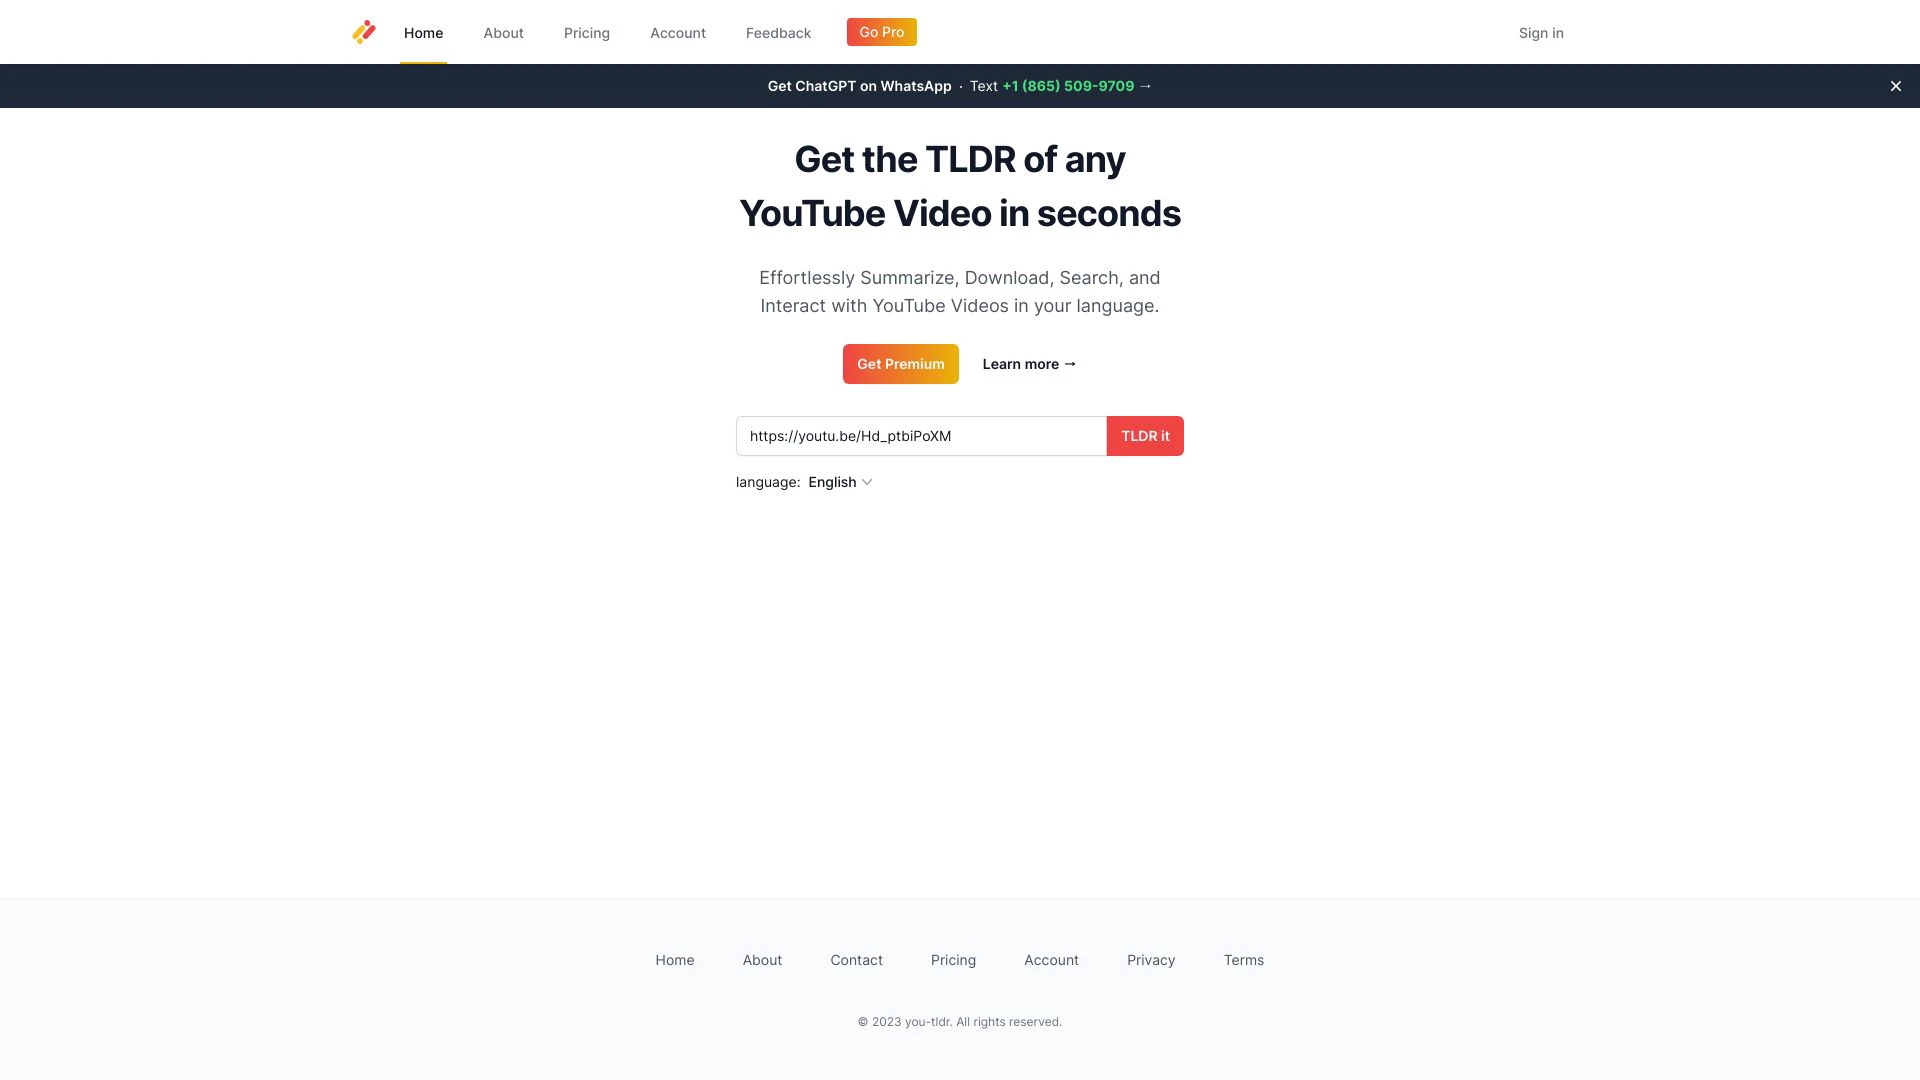 Home About Pricing Account Feedback Go Pro Sign in
Get ChatGPT on WhatsApp · Text +1 (865) 509-9709 →
Get the TLDR of any
YouTube Video in seconds
Effortlessly Summarize, Download, Search, and
Interact with YouTube Videos in your language.
Get Premium Learn more →
https://youtu.be/Hd_ptbiPoXM TLDR it
language: English
Home About Contact Pricing Account Privacy Terms
© 2023 you-tldr. All rights reserved.